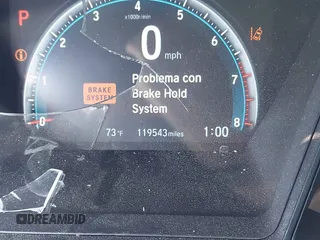 P
3 4 5
x1000r/min
2 6
0
mph
1 7
Problema con
BRAKE SYSTEM
Brake Hold
System
0 8
73°F 119543miles 1:00
DREAMBID